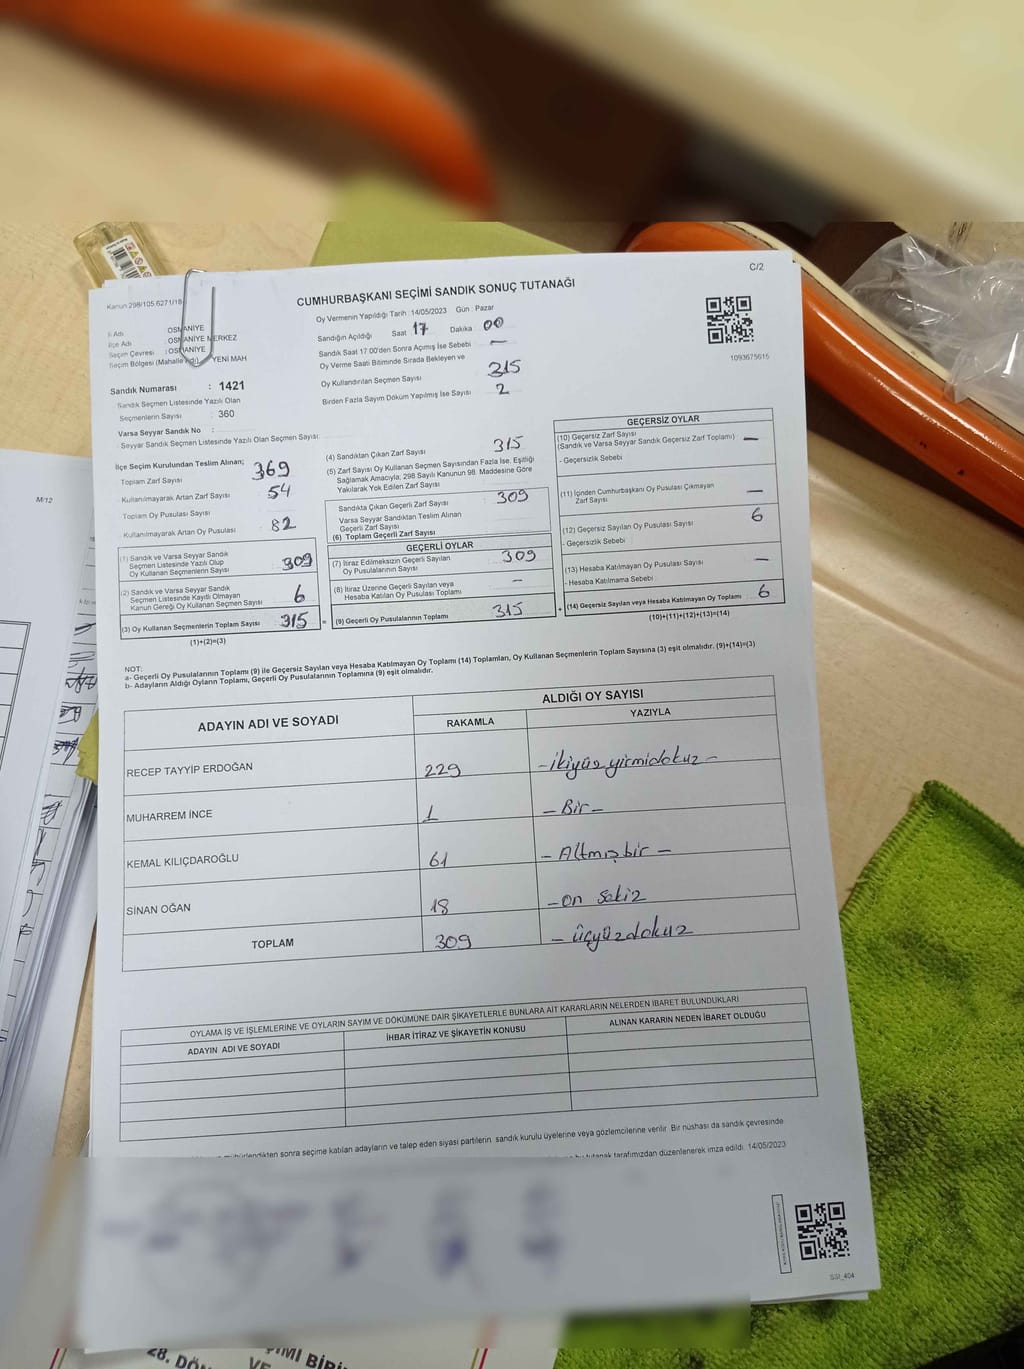 C/2
Kanun 298/105 6271/18
CUMHURBAŞKANI SEÇİMİ SANDIK SONUÇ TUTANAĞI
Oy Vermenin Yapıldığı Tarih :14/05/2023 Gün : Pazar
İl Adı OSMANİYE
İlçe Adı OSMANİYE MERKEZ
Seçim Çevresi : OSMANİYE
Seçim Bölgesi (Mahalle Adı) YENİ MAH
Sandık Numarası : 1421
Sandık Seçmen Listesinde Yazılı Olan
Seçmenlerin Sayısı : 360
Varsa Seyyar Sandık No :
Seyyar Sandık Seçmen Listesinde Yazılı Olan Seçmen Sayısı
Sandığın Açıldığı Saat 17 Dakika 00
Sandık Saat 17.00'den Sonra Açımış İse Sebebi —
Oy Verme Saati Bitiminde Sırada Bekleyen ve
Oy Kullandırılan Seçmen Sayısı 315
Birden Fazla Sayım Döküm Yapılmış İse Sayısı 2
1093675615
İlçe Seçim Kurulundan Teslim Alınan;
Toplam Zarf Sayısı 369
Kullanılmayarak Artan Zarf Sayısı 54
Toplam Oy Pusulası Sayısı
Kullanılmayarak Artan Oy Pusulası 82
(1) Sandık ve Varsa Seyyar Sandık
Seçmen Listesinde Yazılı Olup
Oy Kullanan Seçmenlerin Sayısı 309
(2) Sandık ve Varsa Seyyar Sandık
Seçmen Listesinde Kayıtlı Olmayan
Kanun Gereği Oy Kullanan Seçmen Sayısı 6
(3) Oy Kullanan Seçmenlerin Toplam Sayısı 315 =
(1)+(2)=(3)
(4) Sandıktan Çıkan Zarf Sayısı 315
(5) Zarf Sayısı Oy Kullanan Seçmen Sayısından Fazla İse, Eşitliği
Sağlamak Amacıyla; 298 Sayılı Kanunun 98. Maddesine Göre
Yakılarak Yok Edilen Zarf Sayısı
Sandıkta Çıkan Geçerli Zarf Sayısı 309
Varsa Seyyar Sandıktan Teslim Alınan
Geçerli Zarf Sayısı
(6) Toplam Geçerli Zarf Sayısı
GEÇERLİ OYLAR
(7) İtiraz Edilmeksizin Geçerli Sayılan
Oy Pusulalarının Sayısı 309
(8) İtiraz Üzerine Geçerli Sayılan veya
Hesaba Katılan Oy Pusulası Toplamı —
(9) Geçerli Oy Pusulalarının Toplamı 315 +
GEÇERSİZ OYLAR
(10) Geçersiz Zarf Sayısı
(Sandık ve Varsa Seyyar Sandık Geçersiz Zarf Toplamı) —
- Geçersizlik Sebebi
(11) İçinden Cumhurbaşkanı Oy Pusulası Çıkmayan
Zarf Sayısı —
(12) Geçersiz Sayılan Oy Pusulası Sayısı 6
- Geçersizlik Sebebi
(13) Hesaba Katılmayan Oy Pusulası Sayısı —
- Hesaba Katılmama Sebebi
(14) Geçersiz Sayılan veya Hesaba Katılmayan Oy Toplamı 6
(10)+(11)+(12)+(13)=(14)
NOT:
a- Geçerli Oy Pusulalarının Toplamı (9) ile Geçersiz Sayılan veya Hesaba Katılmayan Oy Toplamı (14) Toplamları, Oy Kullanan Seçmenlerin Toplam Sayısına (3) eşit olmalıdır. (9)+(14)=(3)
b- Adayların Aldığı Oyların Toplamı, Geçerli Oy Pusulalarının Toplamına (9) eşit olmalıdır.
ADAYIN ADI VE SOYADI
ALDIĞI OY SAYISI
RAKAMLA YAZIYLA
RECEP TAYYİP ERDOĞAN 229 - ikiyüz yirmidokuz -
MUHARREM İNCE 1 - Bir -
KEMAL KILIÇDAROĞLU 61 - Altmışbir -
SİNAN OĞAN 18 - on sekiz
TOPLAM 309 - üçyüzdokuz
OYLAMA İŞ VE İŞLEMLERİNE VE OYLARIN SAYIM VE DÖKÜMÜNE DAİR ŞİKAYETLERLE BUNLARA AİT KARARLARIN NELERDEN İBARET BULUNDUKLARI
ADAYIN ADI VE SOYADI İHBAR İTİRAZ VE ŞİKAYETİN KONUSU ALINAN KARARIN NEDEN İBARET OLDUĞU
sonra seçime katılan adayların ve talep eden siyasi partilerin sandık kurulu üyelerine veya gözlemcilerine verilir Bir nüshası da sandık çevresinde
tutanak tarafımızdan düzenlenerek imza edildi. 14/05/2023
M/12
28. DÖN